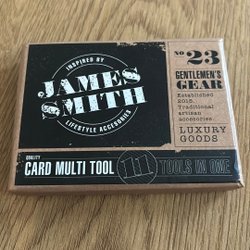 INSPIRED BY
JAMES
SMITH
LIFESTYLE ACCESSORIES
No 23
GENTLEMEN'S
GEAR
Established
2015.
Traditional
artisan
accessories.
LUXURY
GOODS
QUALITY
CARD MULTI TOOL
11 TOOLS IN ONE